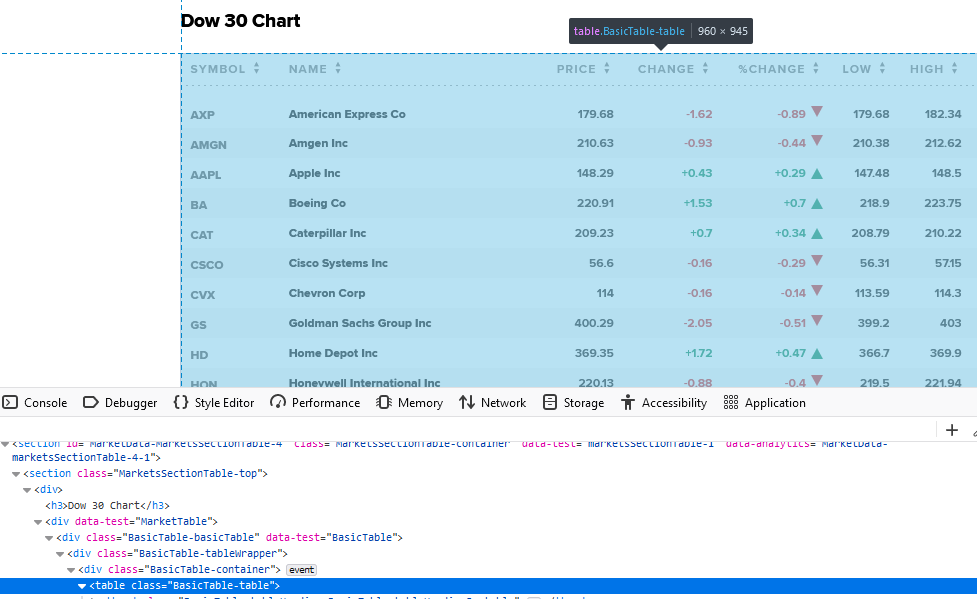 Dow 30 Chart
table.BasicTable-table | 960 × 945
SYMBOL NAME PRICE CHANGE %CHANGE LOW HIGH
AXP American Express Co 179.68 -1.62 -0.89 ▼ 179.68 182.34
AMGN Amgen Inc 210.63 -0.93 -0.44 ▼ 210.38 212.62
AAPL Apple Inc 148.29 +0.43 +0.29 ▲ 147.48 148.5
BA Boeing Co 220.91 +1.53 +0.7 ▲ 218.9 223.75
CAT Caterpillar Inc 209.23 +0.7 +0.34 ▲ 208.79 210.22
CSCO Cisco Systems Inc 56.6 -0.16 -0.29 ▼ 56.31 57.15
CVX Chevron Corp 114 -0.16 -0.14 ▼ 113.59 114.3
GS Goldman Sachs Group Inc 400.29 -2.05 -0.51 ▼ 399.2 403
HD Home Depot Inc 369.35 +1.72 +0.47 ▲ 366.7 369.9
HON Honeywell International Inc 220.13 -0.88 -0.4 ▼ 219.5 221.94
Console Debugger {} Style Editor Performance Memory Network Storage Accessibility Application
+
<section id="MarketData-MarketsSectionTable-4" class="MarketsSectionTable-container" data-test="marketsSectionTable-1" data-analytics="MarketData-
marketsSectionTable-4-1">
<section class="MarketsSectionTable-top">
<div>
<h3>Dow 30 Chart</h3>
<div data-test="MarketTable">
<div class="BasicTable-basicTable" data-test="BasicTable">
<div class="BasicTable-tableWrapper">
<div class="BasicTable-container"> event
<table class="BasicTable-table">